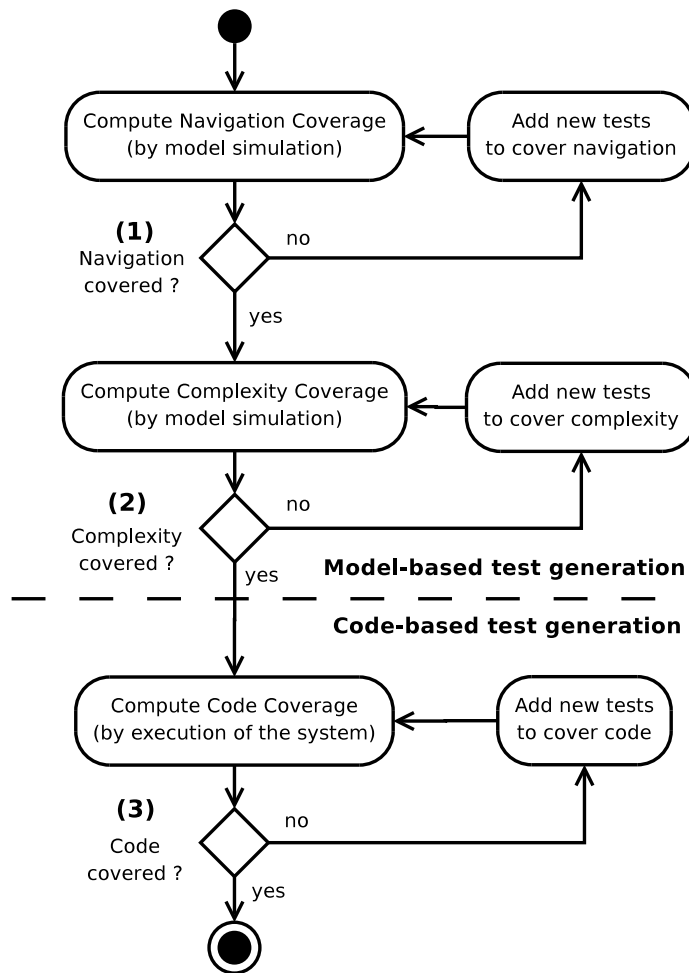 Compute Navigation Coverage
(by model simulation)
Add new tests
to cover navigation
(1)
Navigation
covered ?
no
yes
Compute Complexity Coverage
(by model simulation)
Add new tests
to cover complexity
(2)
Complexity
covered ?
no
yes
Model-based test generation
Code-based test generation
Compute Code Coverage
(by execution of the system)
Add new tests
to cover code
(3)
Code
covered ?
no
yes